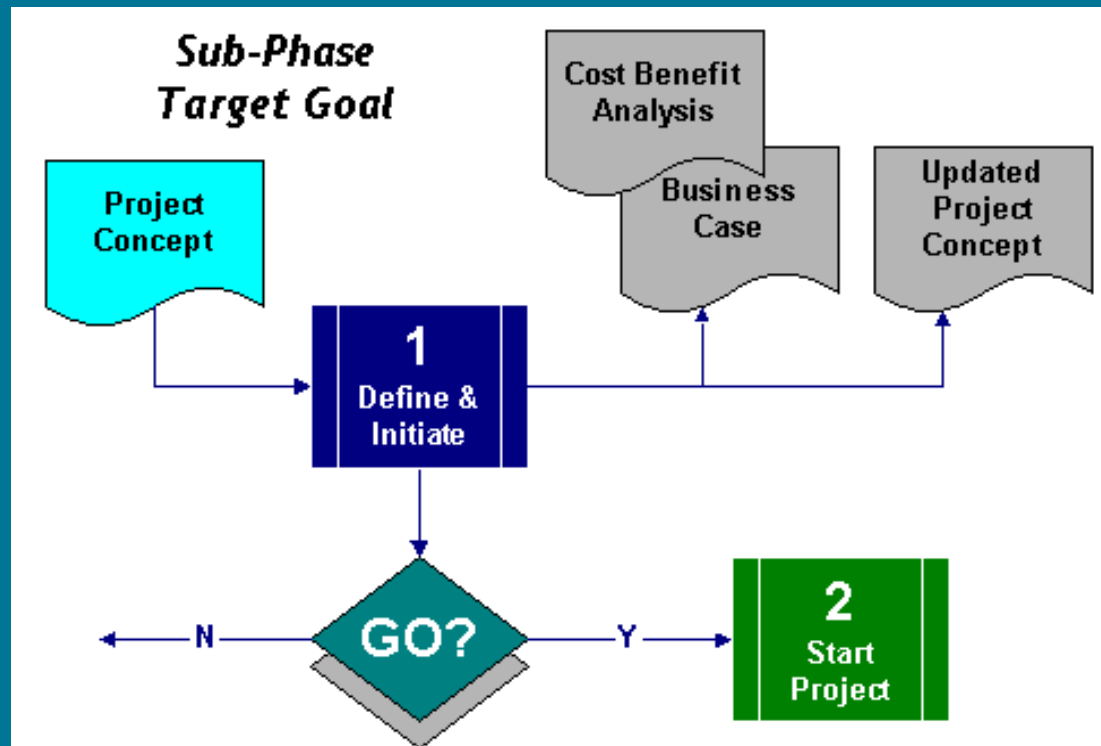 Sub-Phase
Target Goal
Cost Benefit
Analysis
Business
Case
Updated
Project
Concept
Project
Concept
1
Define &
Initiate
GO?
N
Y
2
Start
Project